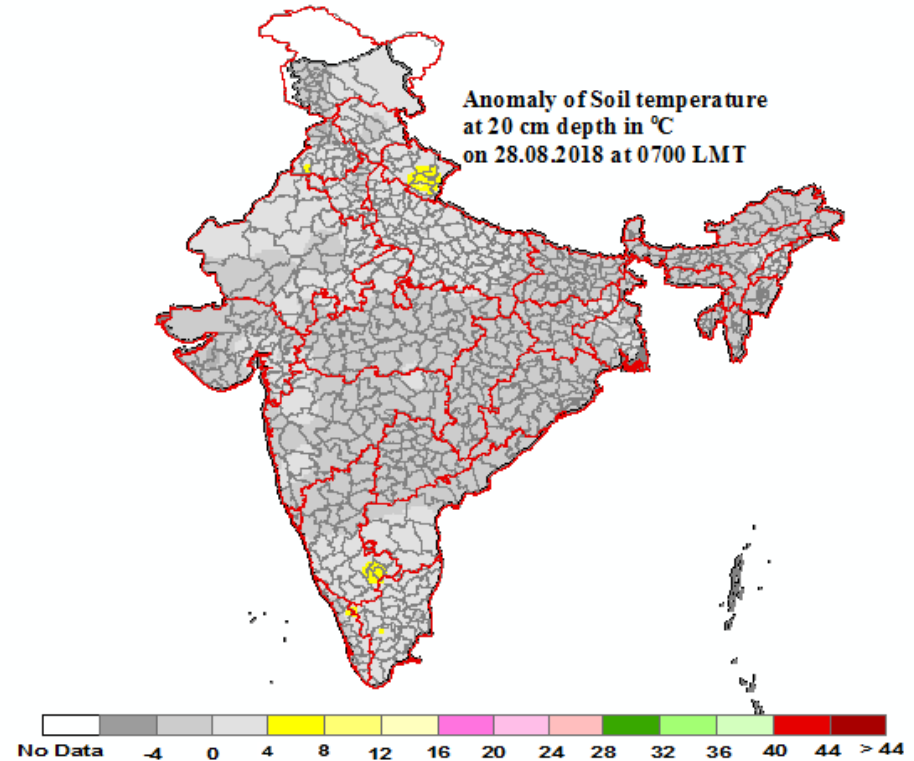 Anomaly of Soil temperature
at 20 cm depth in °C
on 28.08.2018 at 0700 LMT
No Data -4 0 4 8 12 16 20 24 28 32 36 40 44 > 44